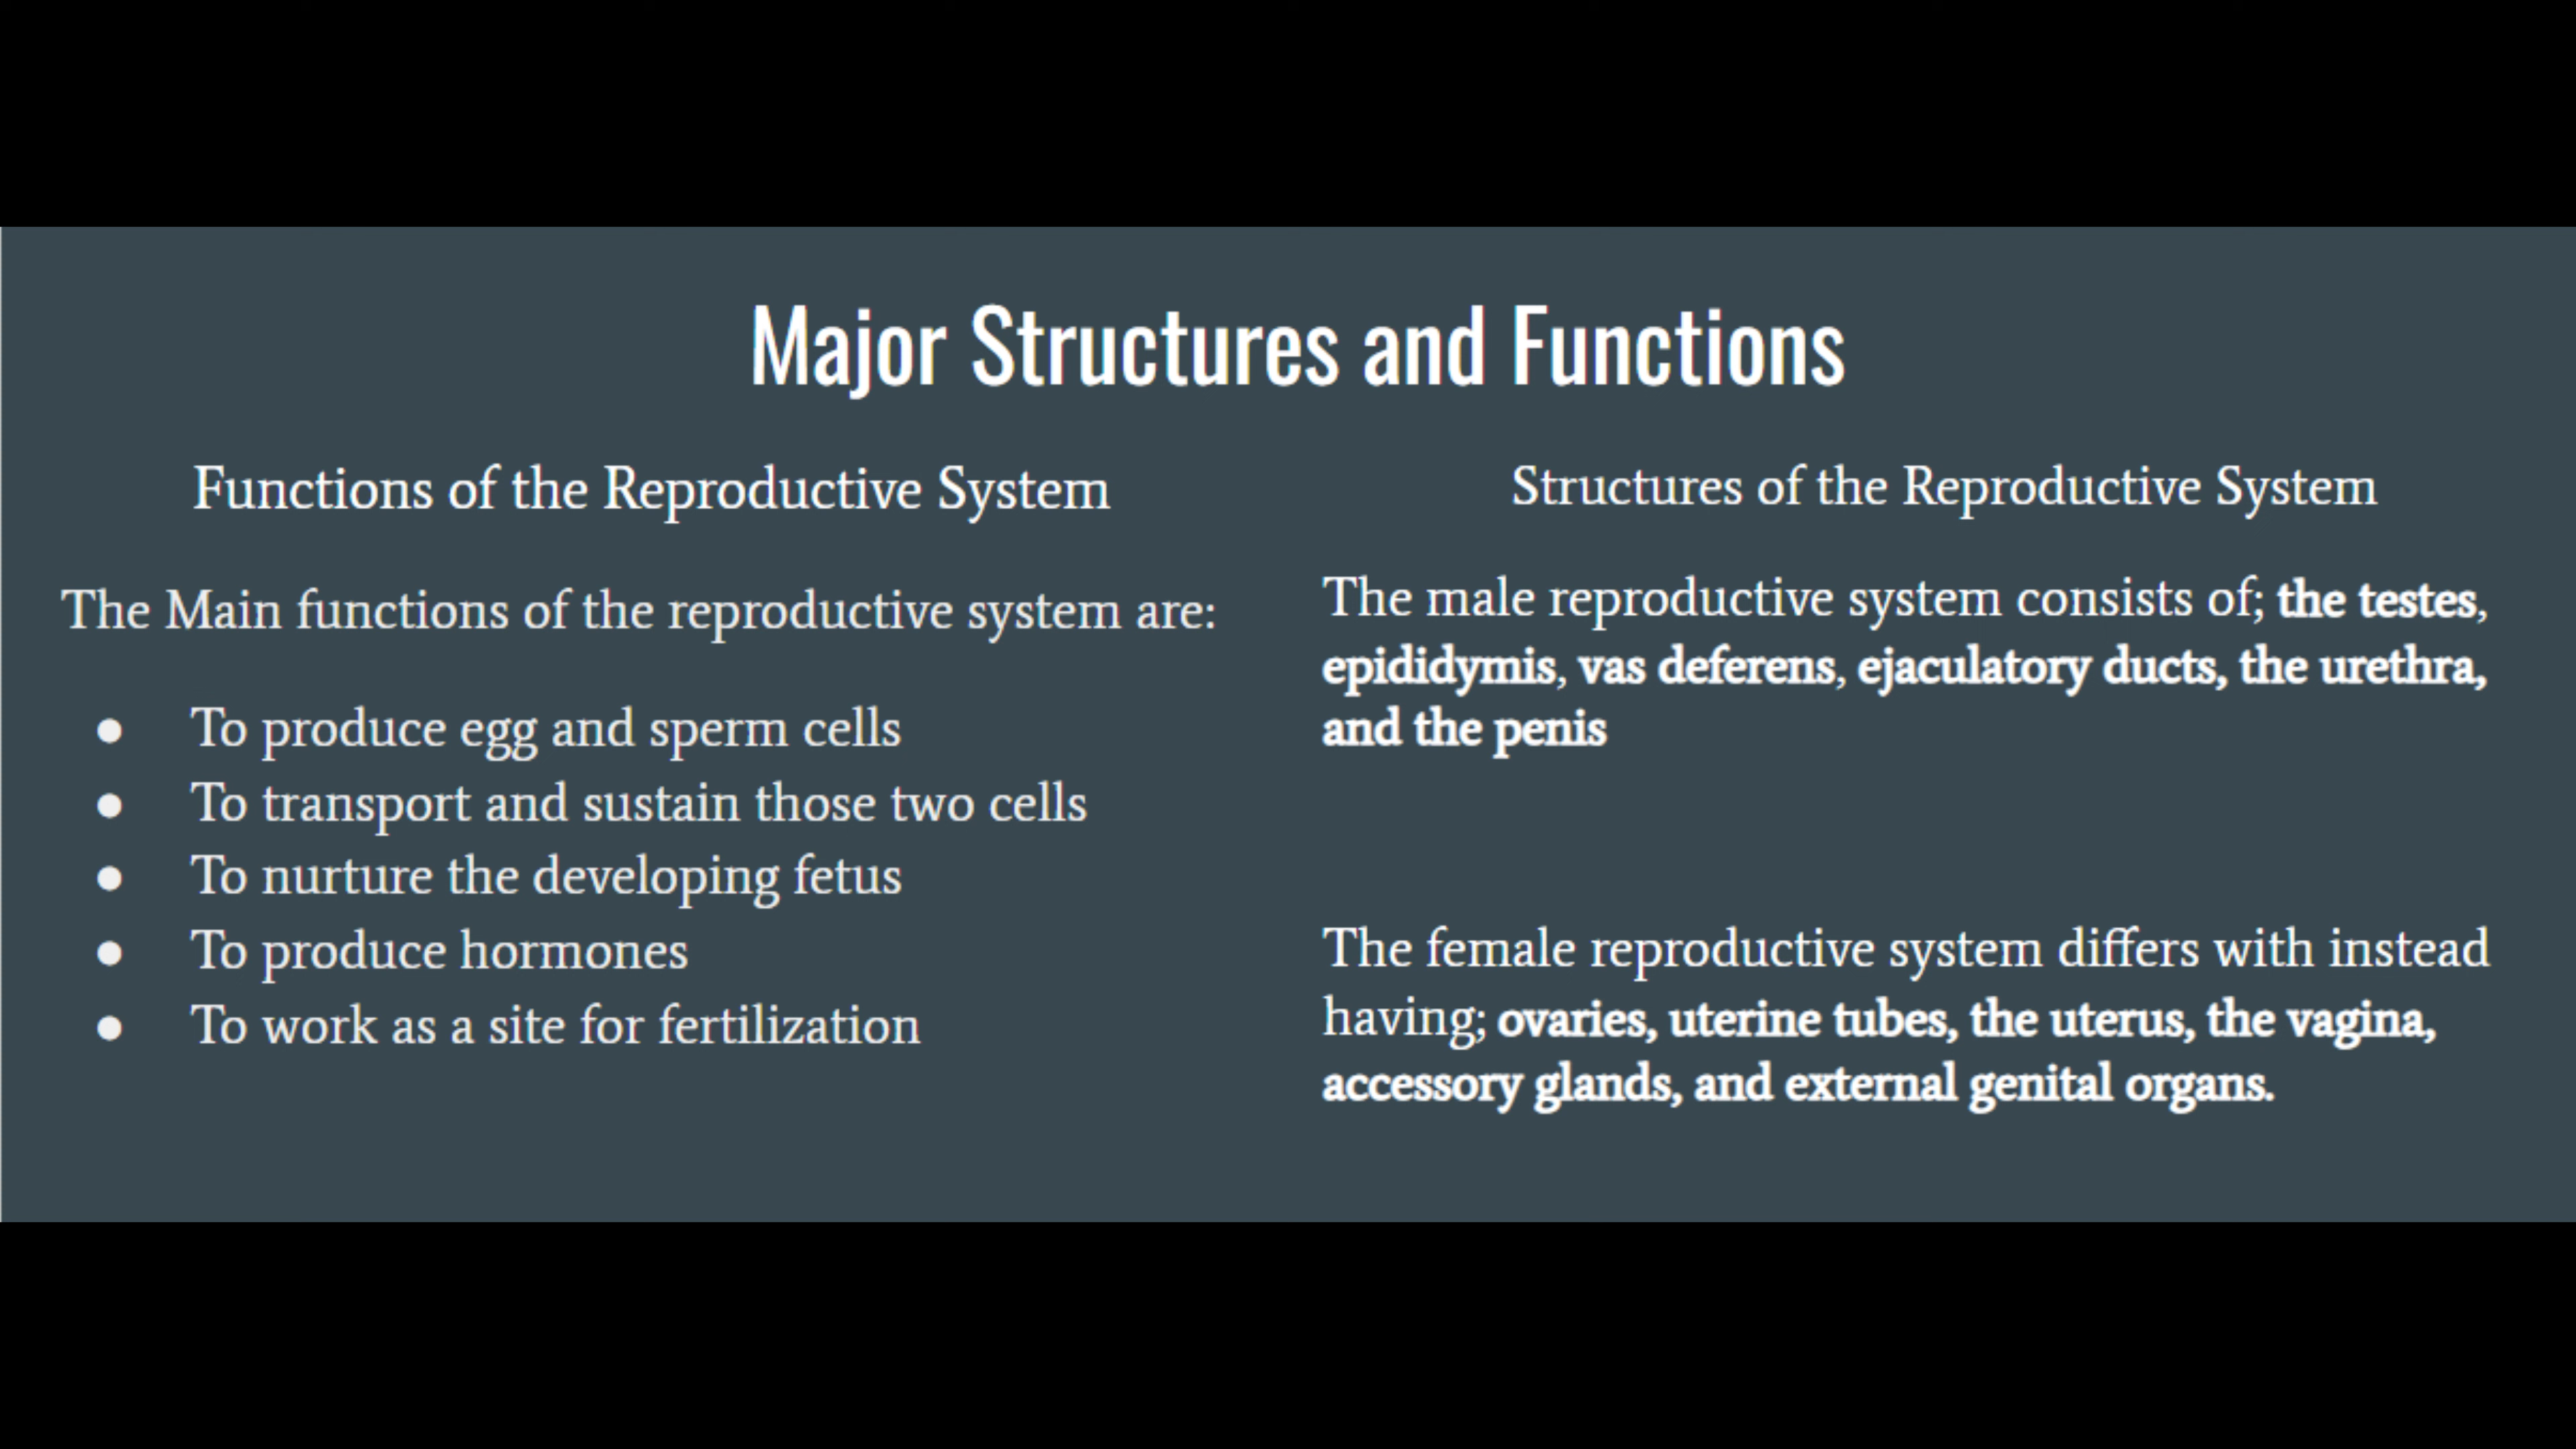 Major Structures and Functions
Functions of the Reproductive System
The Main functions of the reproductive system are:
● To produce egg and sperm cells
● To transport and sustain those two cells
● To nurture the developing fetus
● To produce hormones
● To work as a site for fertilization
Structures of the Reproductive System
The male reproductive system consists of; the testes,
epididymis, vas deferens, ejaculatory ducts, the urethra,
and the penis
The female reproductive system differs with instead
having; ovaries, uterine tubes, the uterus, the vagina,
accessory glands, and external genital organs.